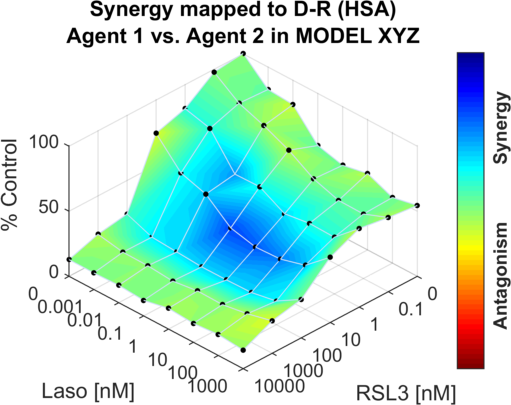 Synergy mapped to D-R (HSA)
Agent 1 vs. Agent 2 in MODEL XYZ
% Control
100
50
0
0
0.001
0.01
0.1
1
10
100
1000
Laso [nM]
0
0.1
1
10
100
1000
10000
RSL3 [nM]
Synergy
Antagonism